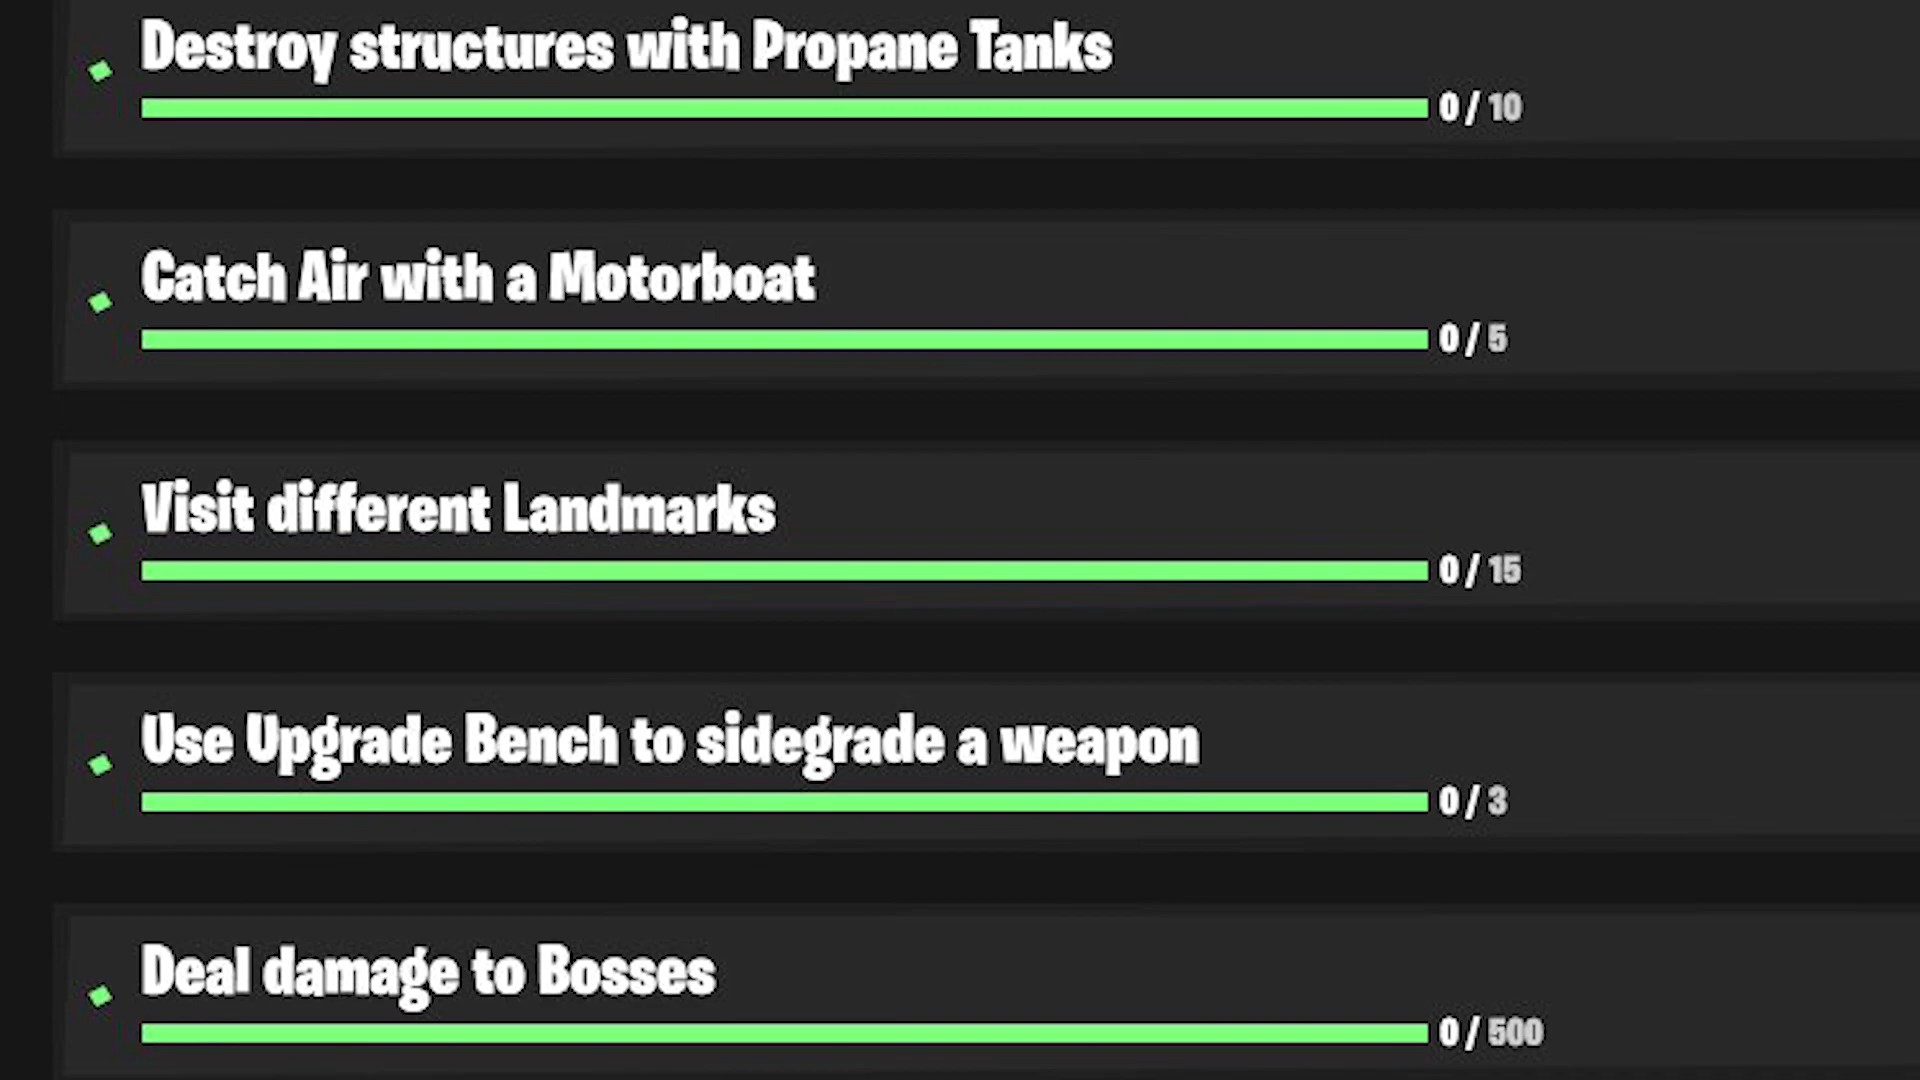 Destroy structures with Propane Tanks
0 / 10
Catch Air with a Motorboat
0 / 5
Visit different Landmarks
0 / 15
Use Upgrade Bench to sidegrade a weapon
0 / 3
Deal damage to Bosses
0 / 500